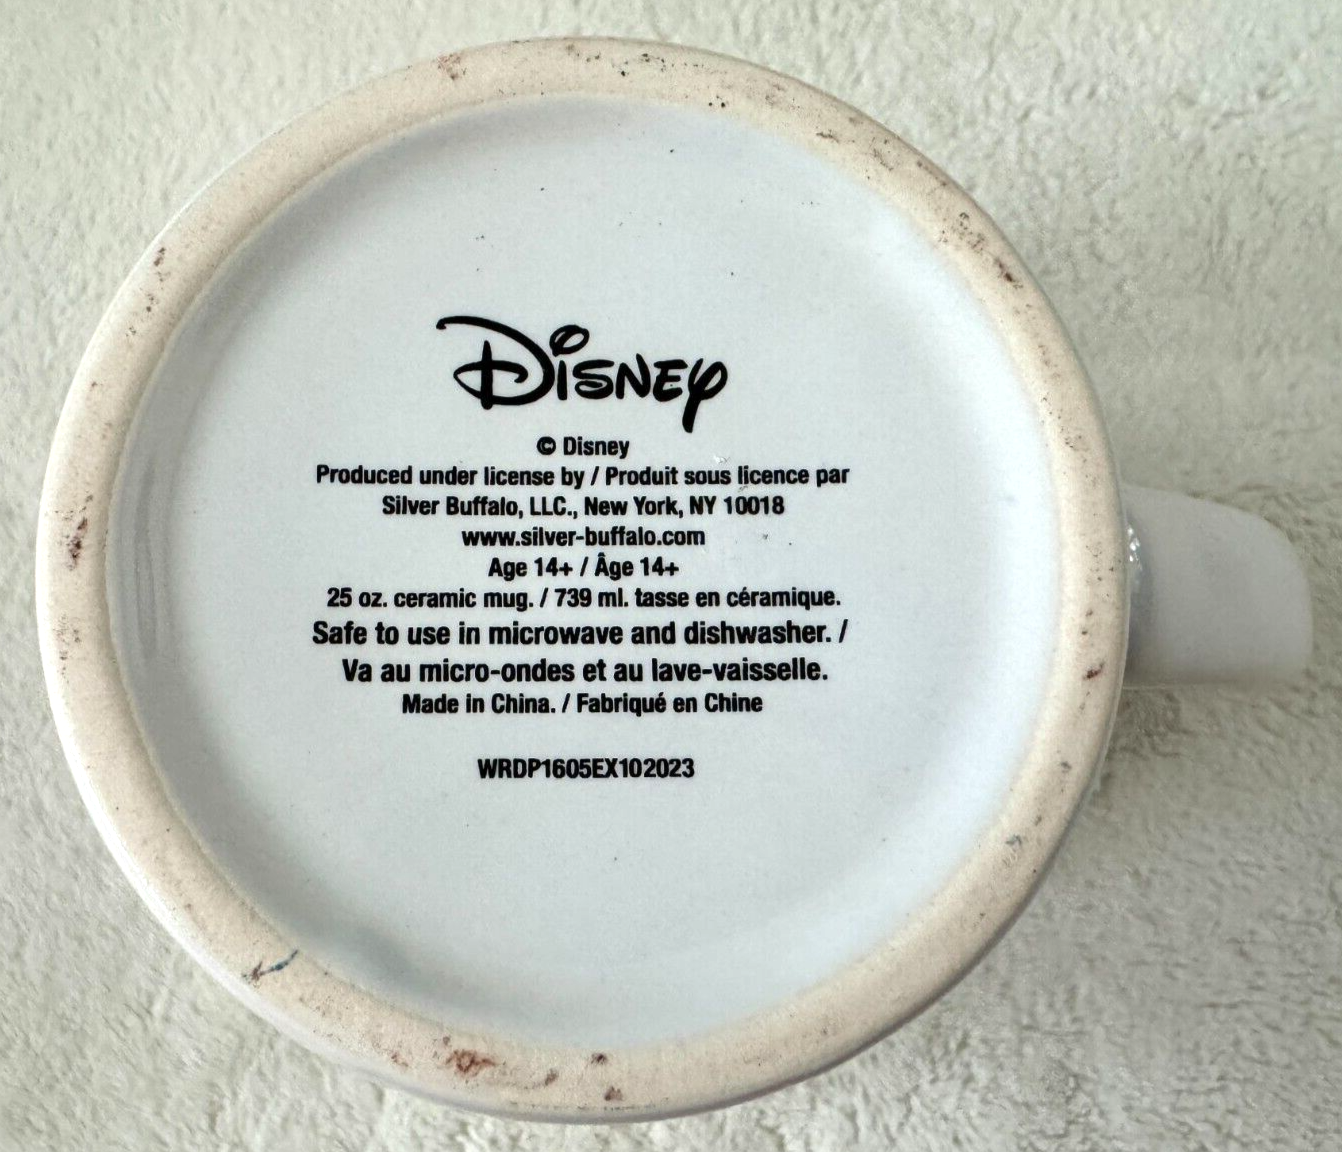 Disney
© Disney
Produced under license by / Produit sous licence par
Silver Buffalo, LLC., New York, NY 10018
www.silver-buffalo.com
Age 14+ / Âge 14+
25 oz. ceramic mug. / 739 ml. tasse en céramique.
Safe to use in microwave and dishwasher. /
Va au micro-ondes et au lave-vaisselle.
Made in China. / Fabriqué en Chine
WRDP1605EX102023